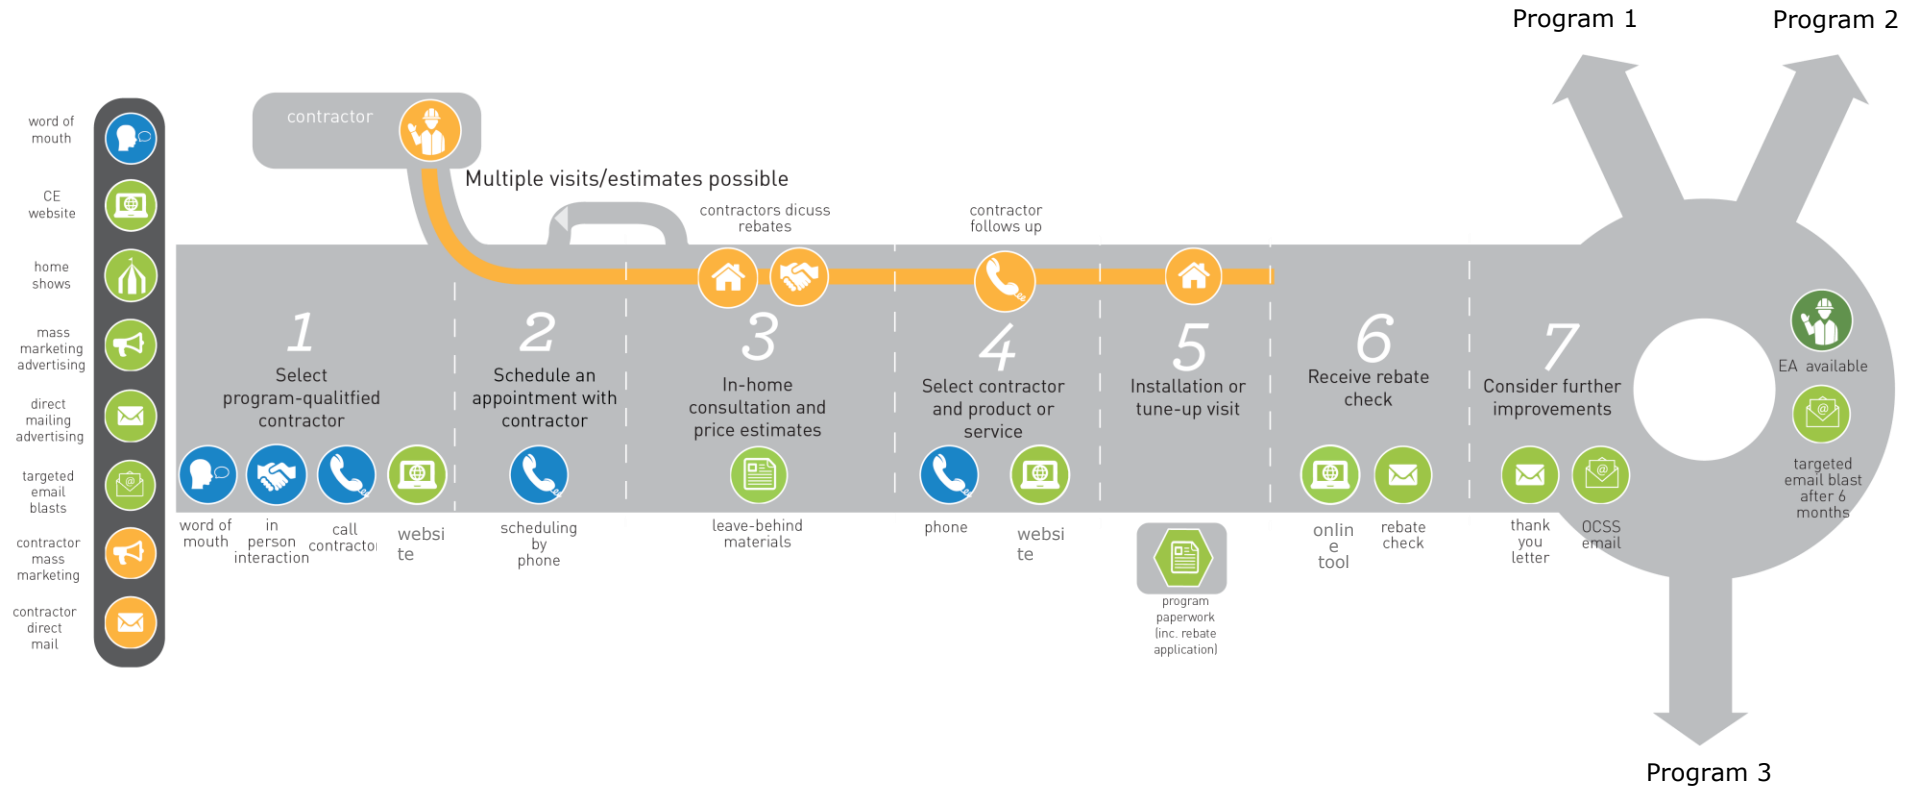 Program 1
Program 2
word of
mouth
CE
website
home
shows
mass
marketing
advertising
direct
mailing
advertising
targeted
email
blasts
contractor
mass
marketing
contractor
direct
mail
contractor
Multiple visits/estimates possible
contractors dicuss
rebates
contractor
follows up
1
Select
program-qualitfied
contractor
word of
mouth
in
person
interaction
call
contractor
websi
te
2
Schedule an
appointment with
contractor
scheduling
by
phone
3
In-home
consultation and
price estimates
leave-behind
materials
4
Select contractor
and product or
service
phone
websi
te
5
Installation or
tune-up visit
program
paperwork
(inc. rebate
application)
6
Receive rebate
check
onlin
e
tool
rebate
check
7
Consider further
improvements
thank
you
letter
OCSS
email
EA available
targeted
email blast
after 6
months
Program 3